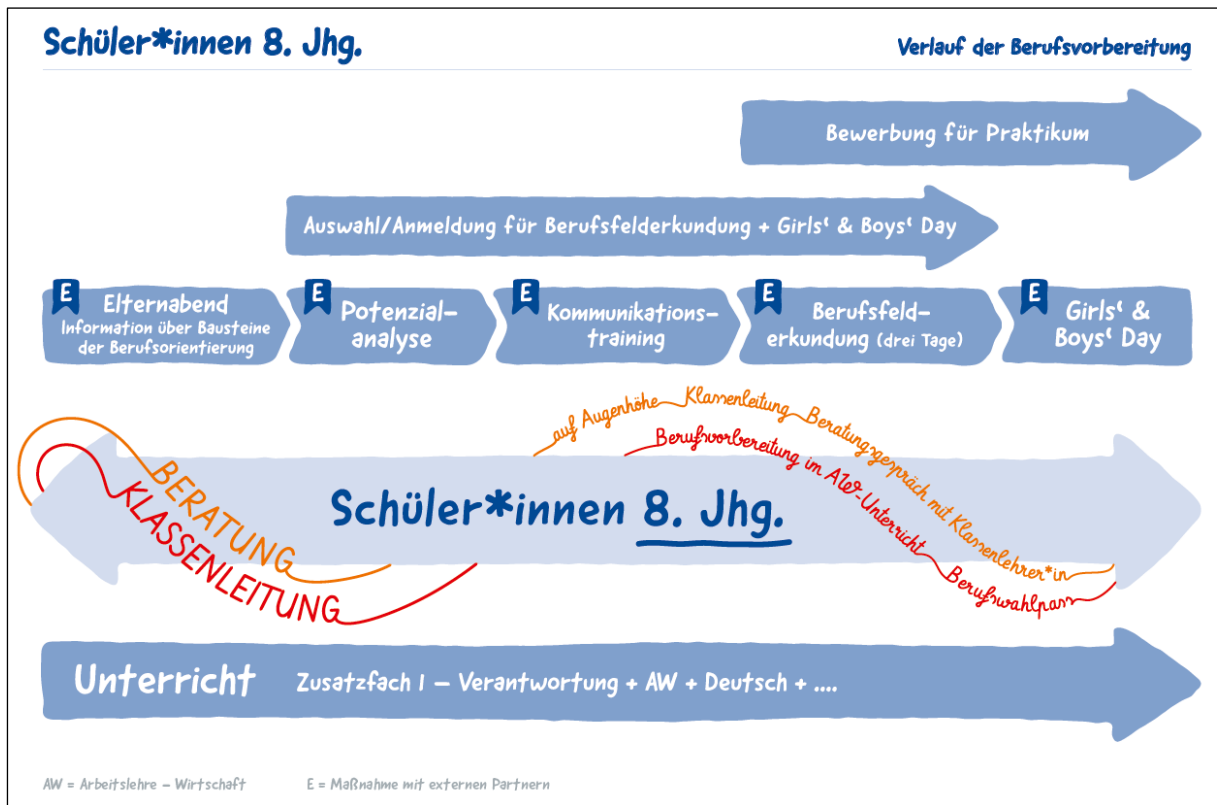 Schüler*innen 8. Jhg.
Verlauf der Berufsvorbereitung
Bewerbung für Praktikum
Auswahl/Anmeldung für Berufsfelderkundung + Girls‘ & Boys‘ Day
E
Elternabend
Information über Bausteine
der Berufsorientierung
E
Potenzial-
analyse
E
Kommunikations-
training
E
Berufsfeld-
erkundung (drei Tage)
E
Girls‘ &
Boys‘ Day
BERATUNG
KLASSENLEITUNG
auf Augenhöhe Klassenleitung Beratungsgespräch mit Klassenlehrer*in
Berufsvorbereitung im AW-Unterricht Berufswahlpass
Schüler*innen 8. Jhg.
Unterricht Zusatzfach I – Verantwortung + AW + Deutsch + ....
AW = Arbeitslehre – Wirtschaft E = Maßnahme mit externen Partnern